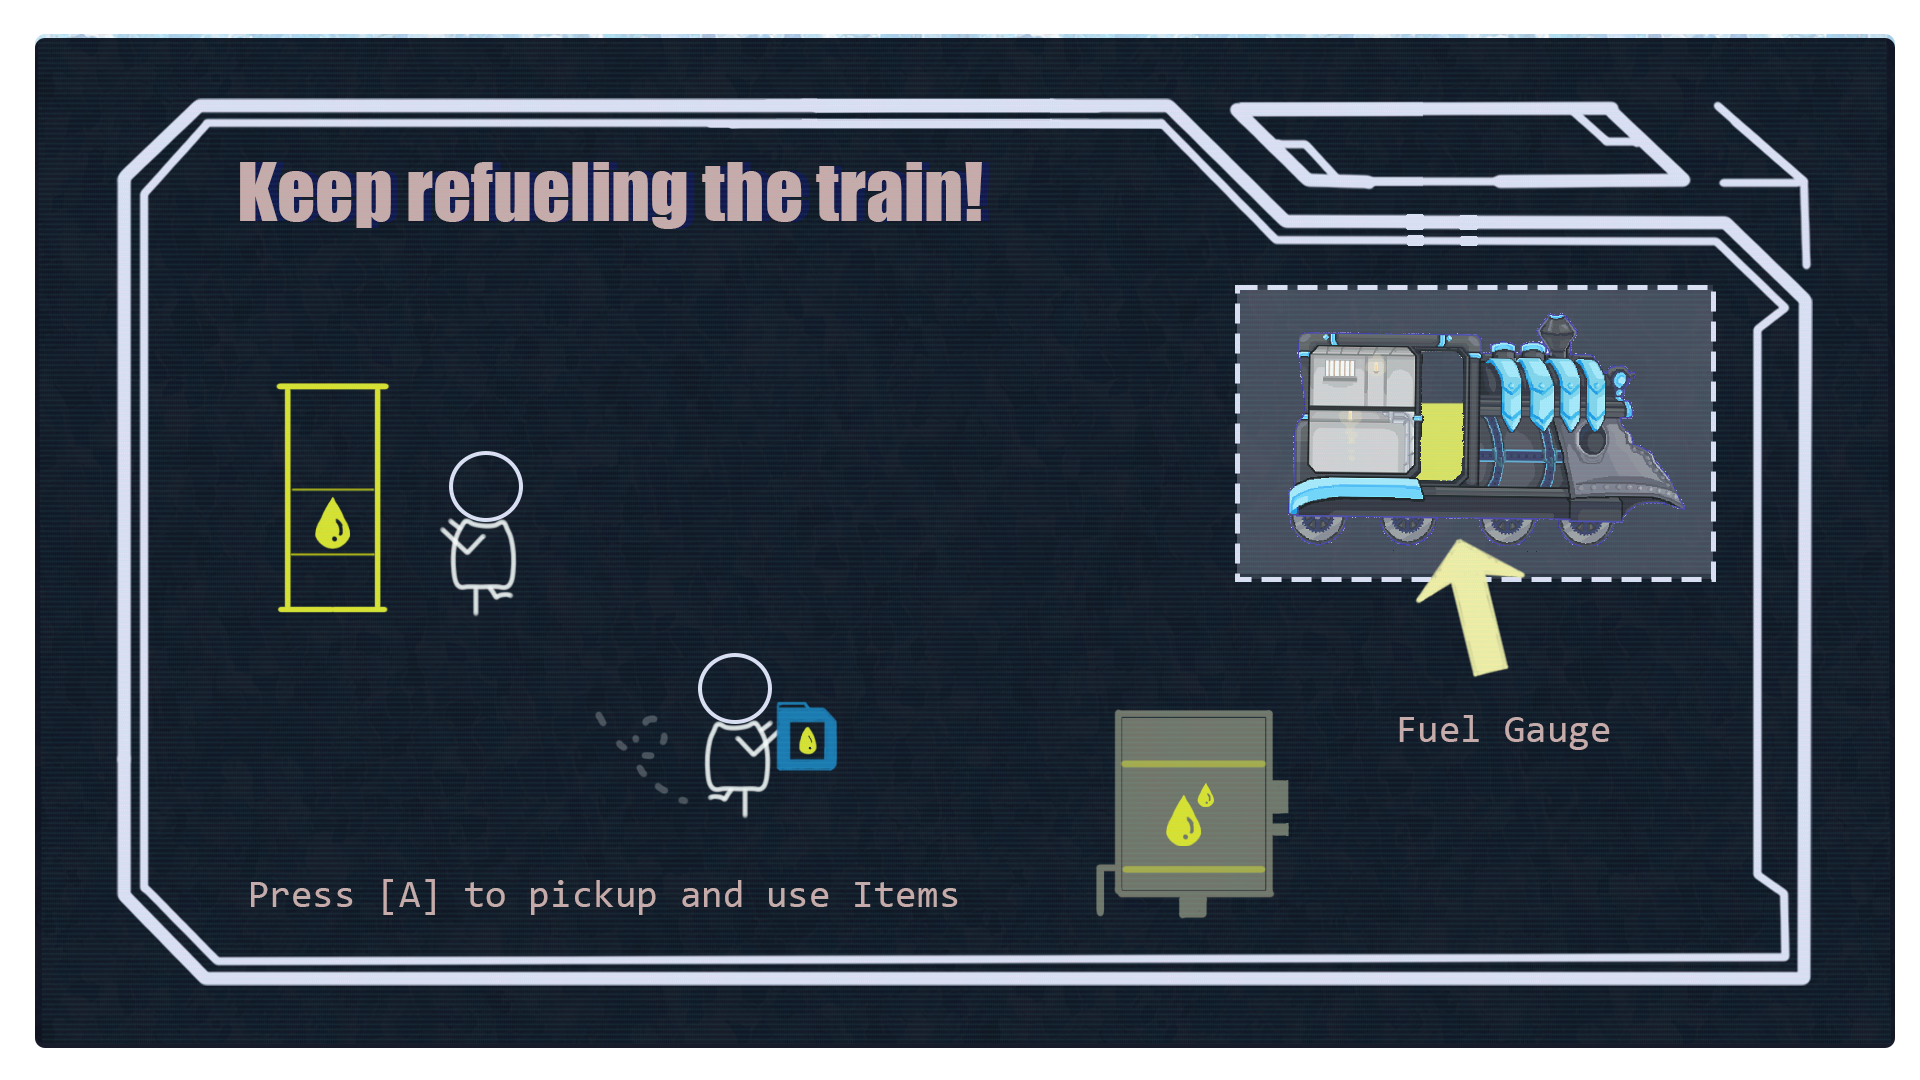 Keep refueling the train!
Fuel Gauge
Press [A] to pickup and use Items